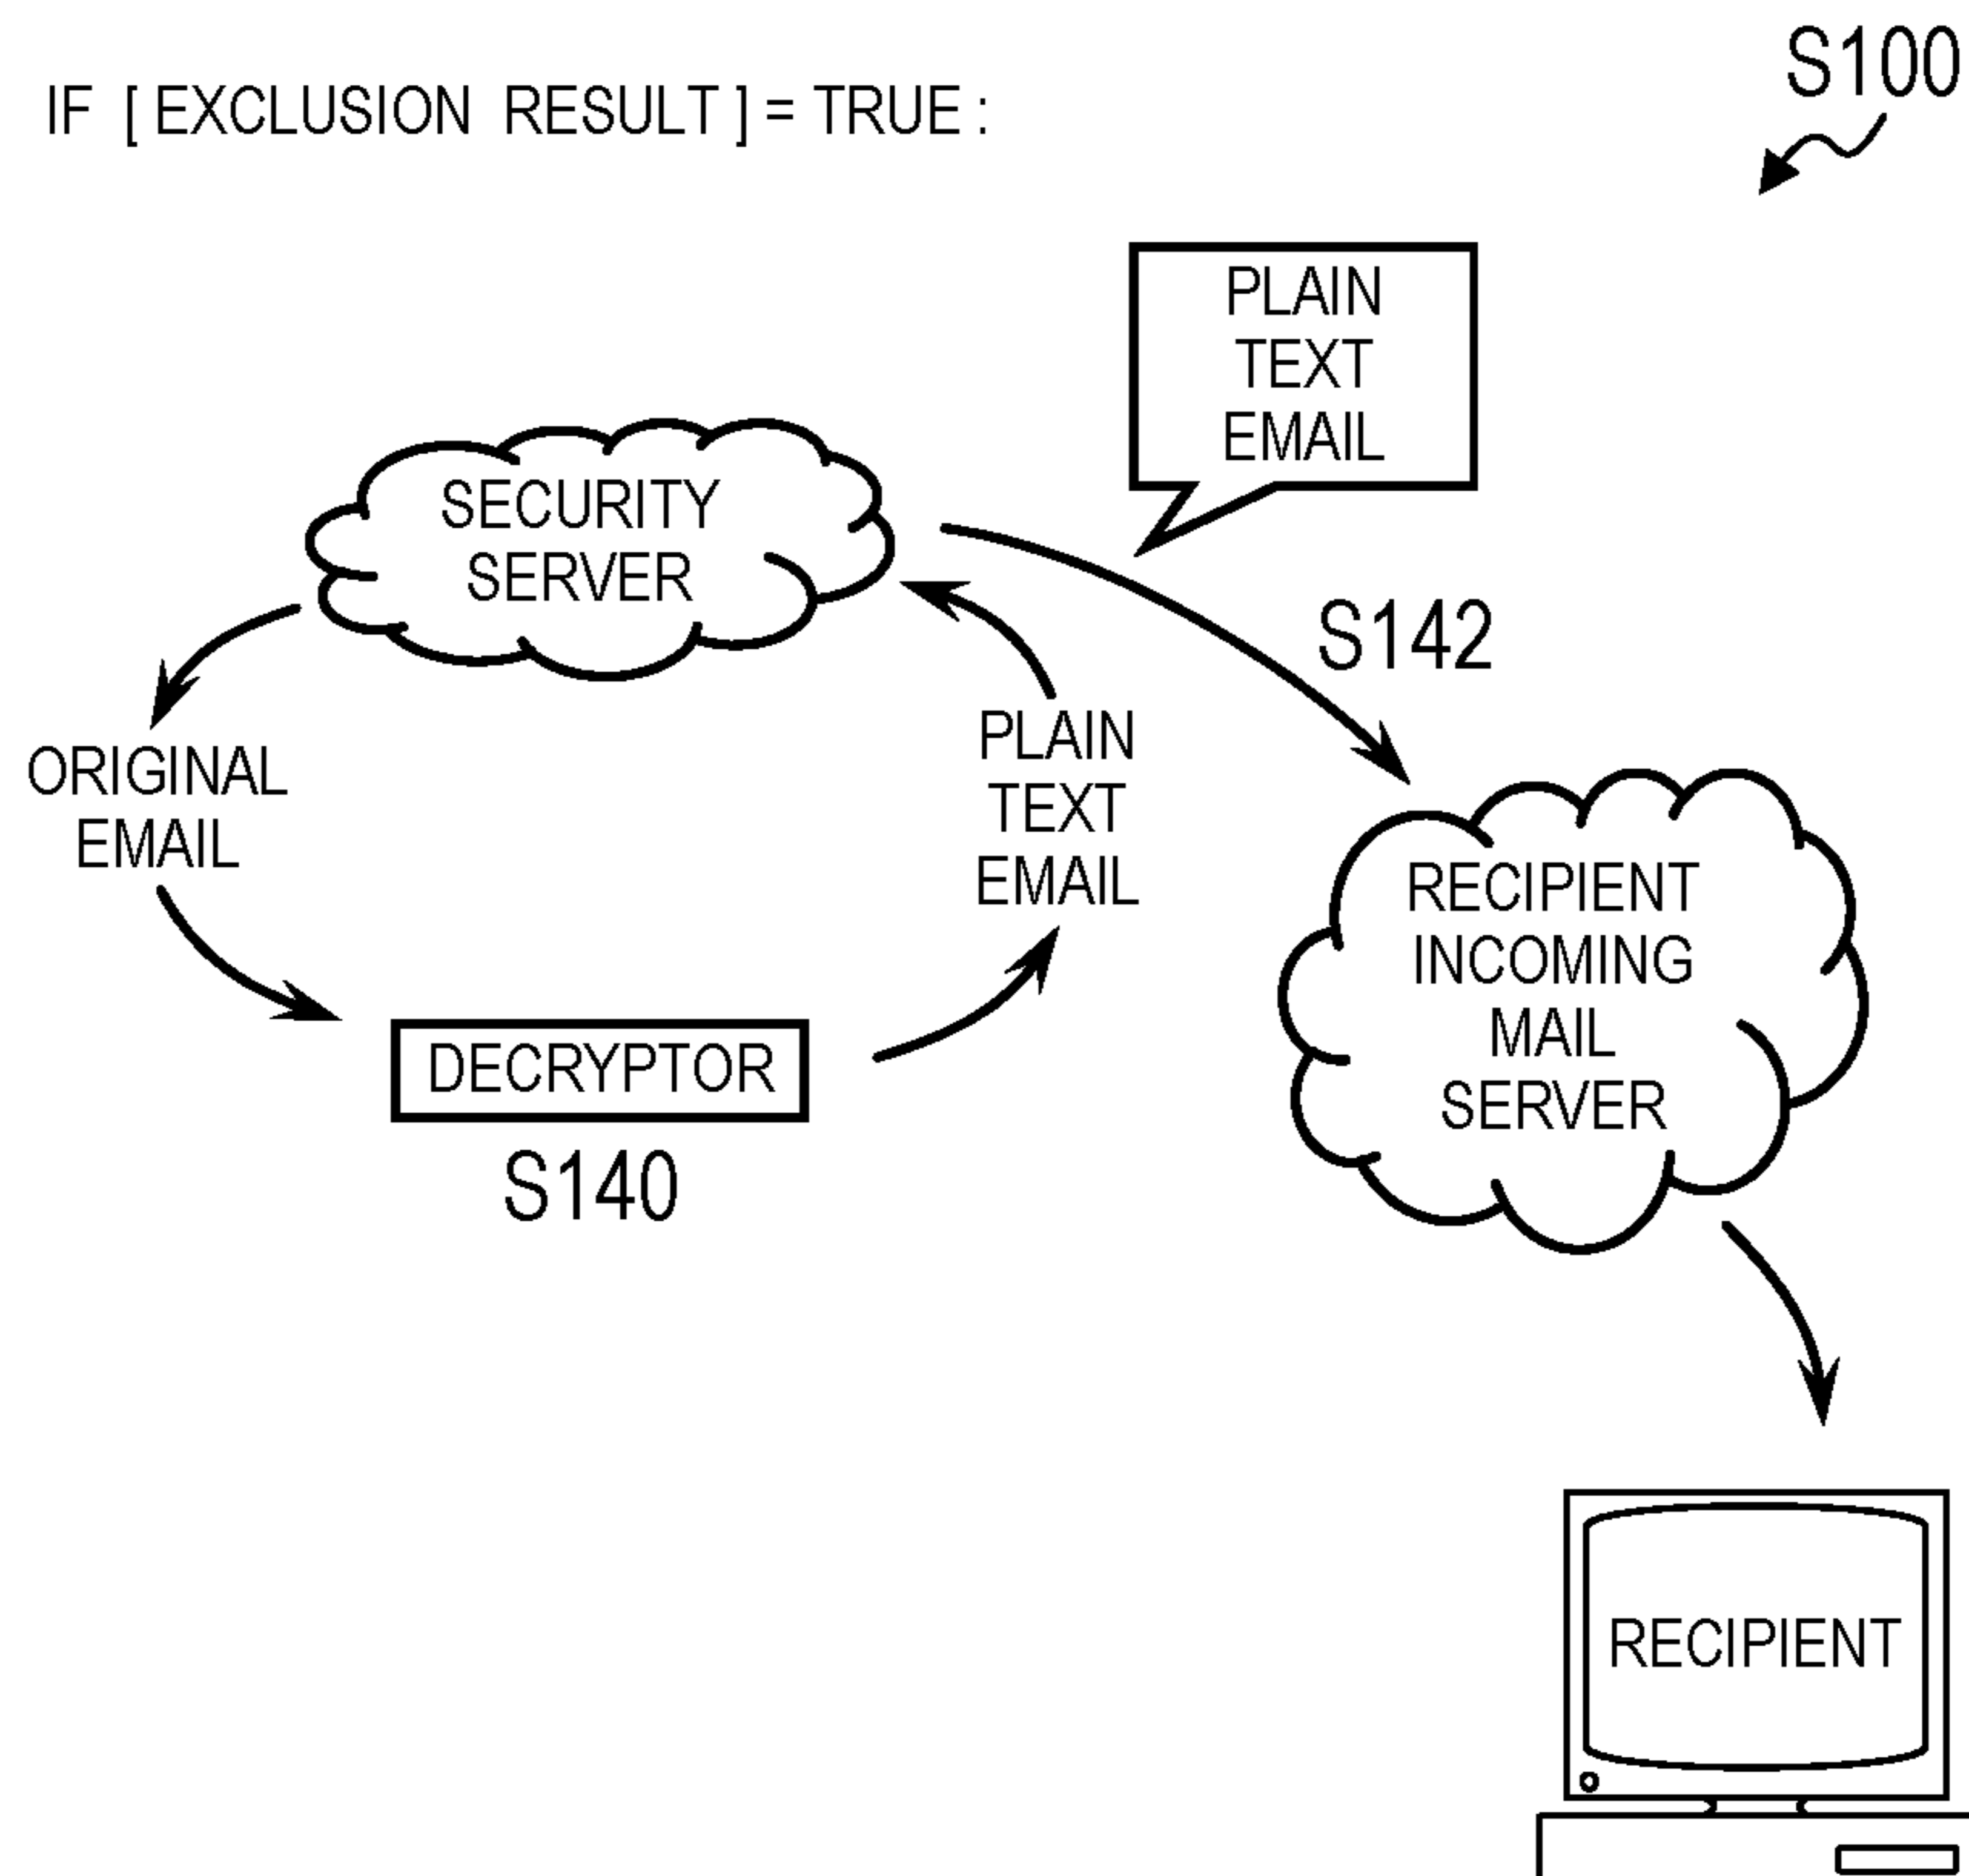 IF [ EXCLUSION RESULT ] = TRUE :
S100
PLAIN
TEXT
EMAIL
SECURITY
SERVER
S142
ORIGINAL
EMAIL
PLAIN
TEXT
EMAIL
DECRYPTOR
S140
RECIPIENT
INCOMING
MAIL
SERVER
RECIPIENT